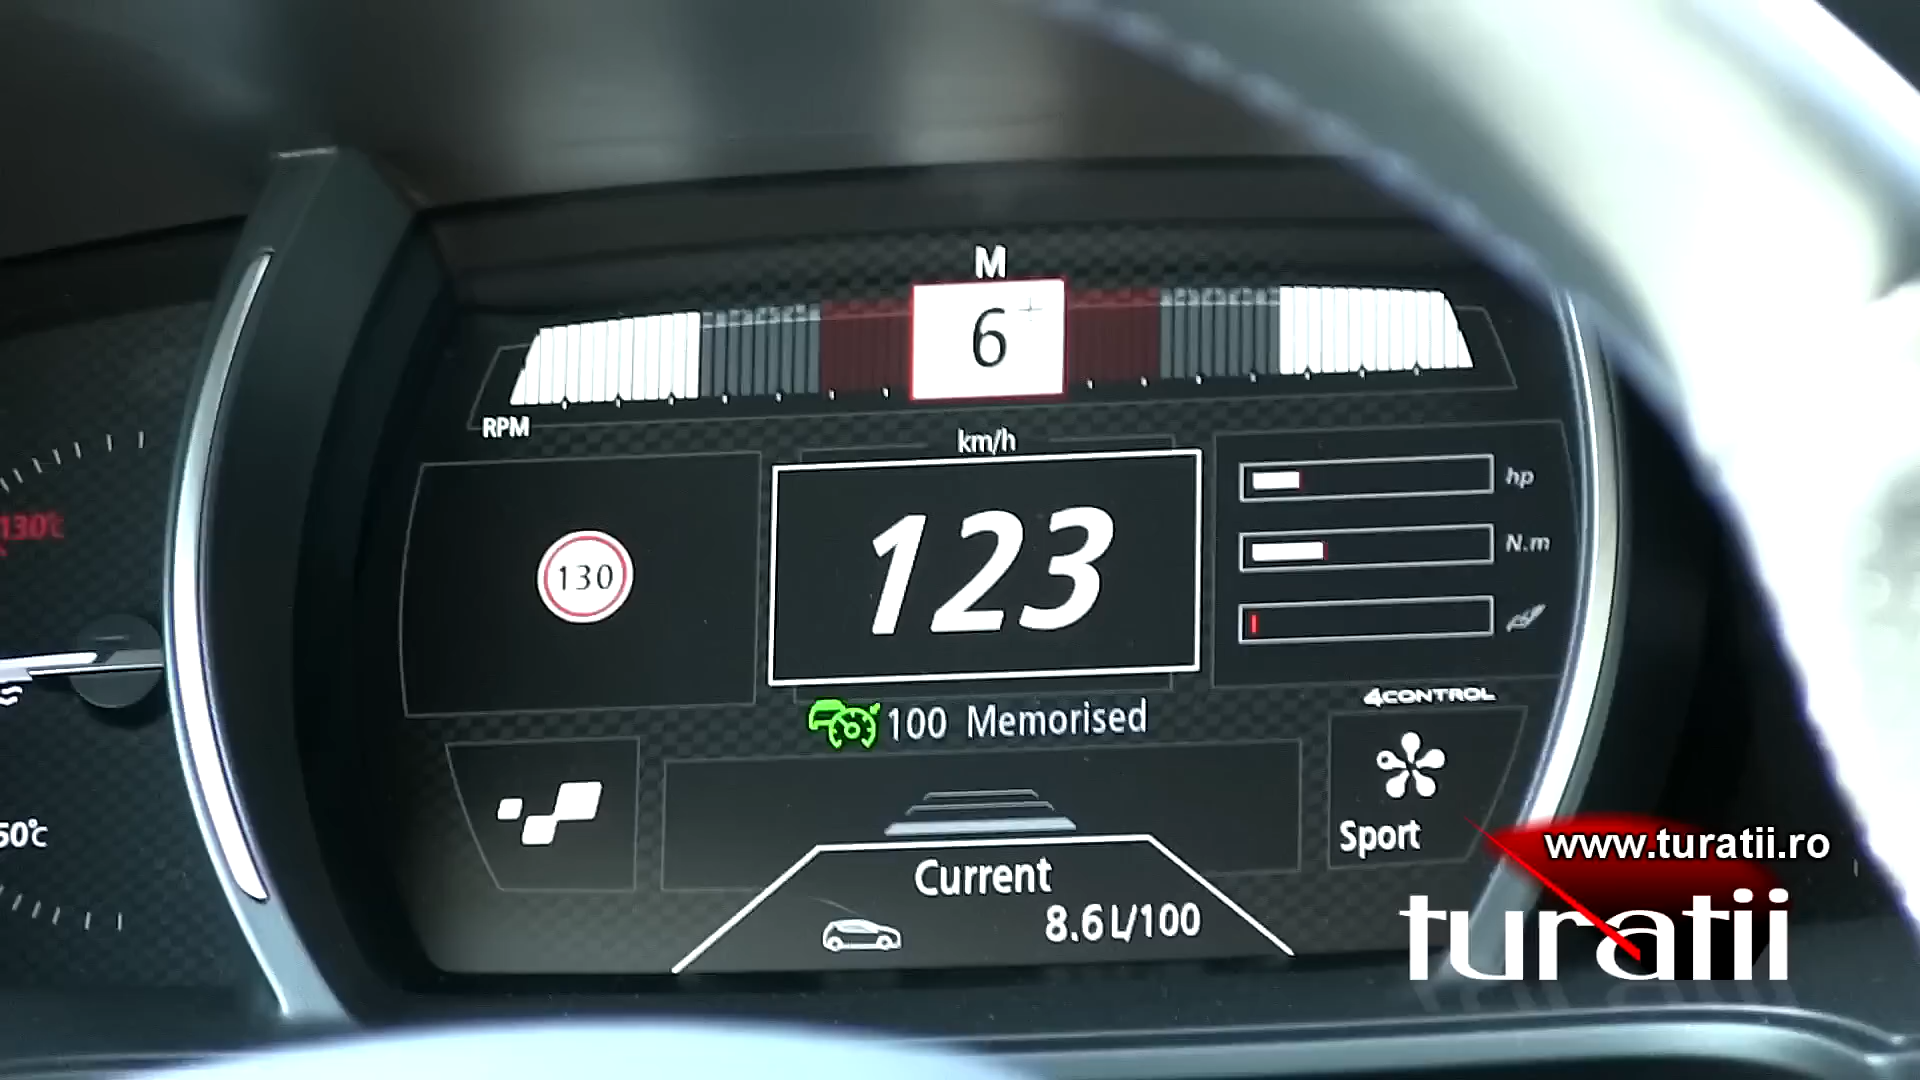 M
6+
RPM
km/h
hp
130°c
130
123
N.m
4CONTROL
100 Memorised
50°c
Sport
Current
8.6 L/100
www.turatii.ro
turatii